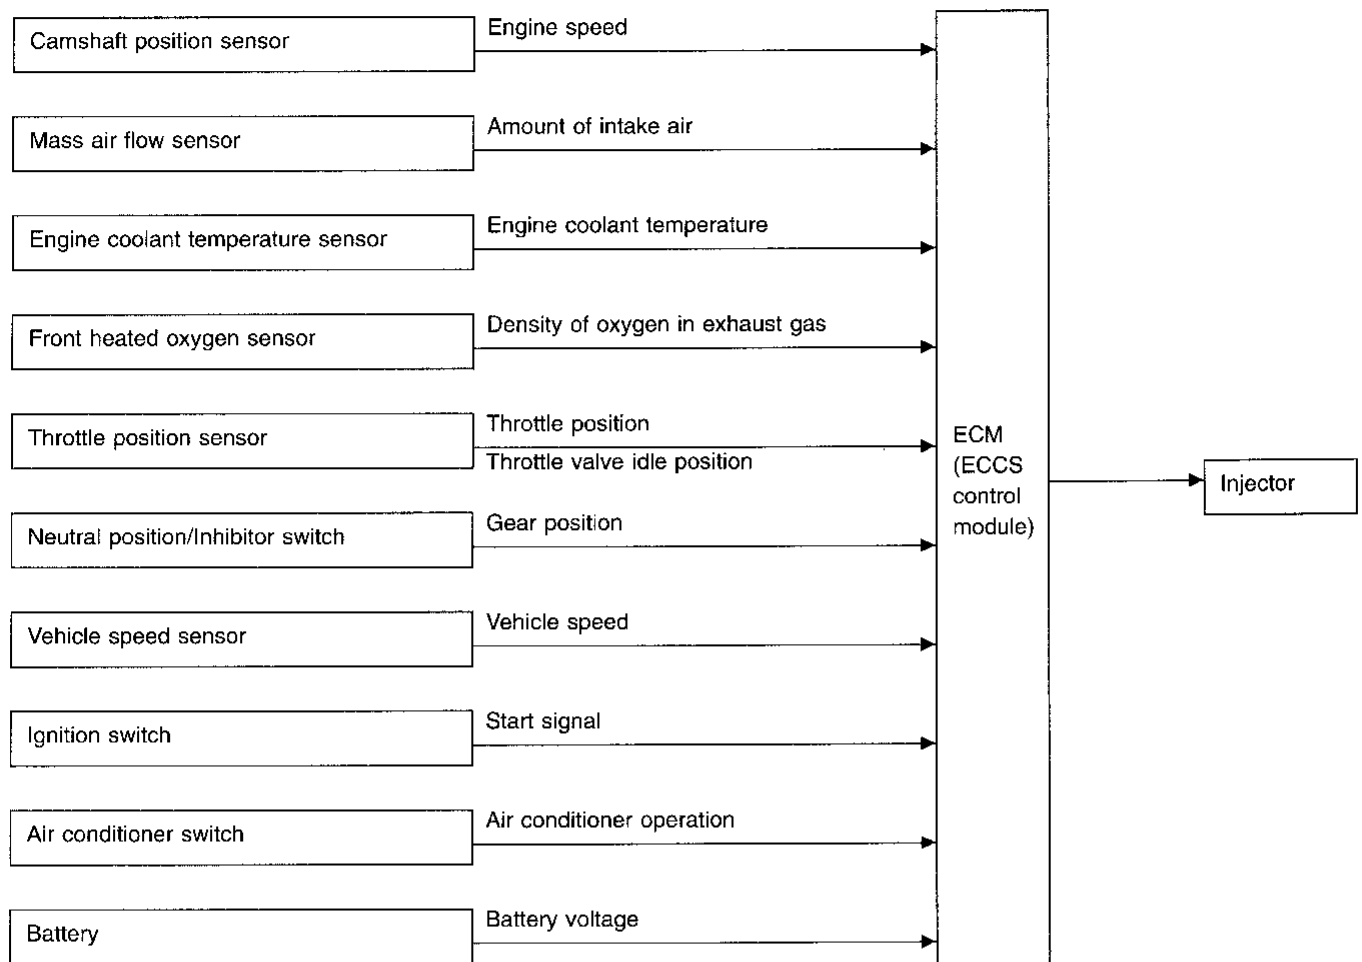 Camshaft position sensor
Engine speed
Mass air flow sensor
Amount of intake air
Engine coolant temperature sensor
Engine coolant temperature
Front heated oxygen sensor
Density of oxygen in exhaust gas
Throttle position sensor
Throttle position
Throttle valve idle position
Neutral position/Inhibitor switch
Gear position
Vehicle speed sensor
Vehicle speed
Ignition switch
Start signal
Air conditioner switch
Air conditioner operation
Battery
Battery voltage
ECM
(ECCS
control
module)
Injector